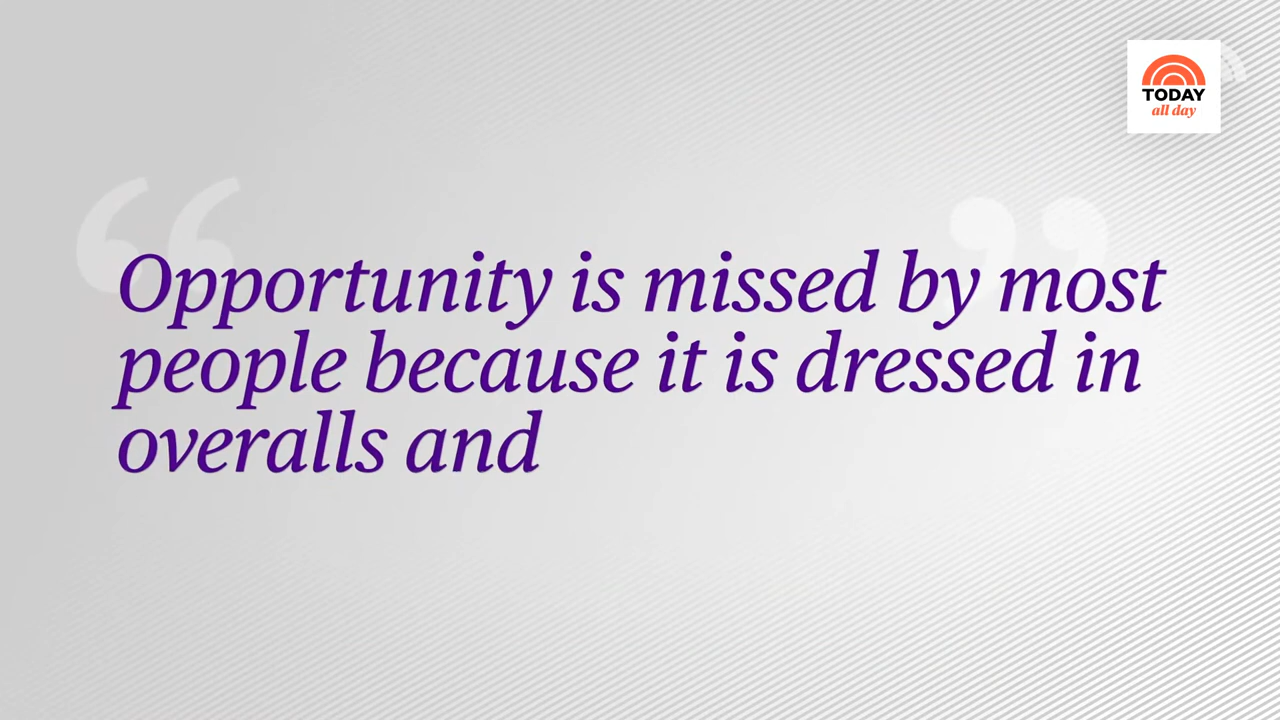 TODAY
all day
Opportunity is missed by most
people because it is dressed in
overalls and